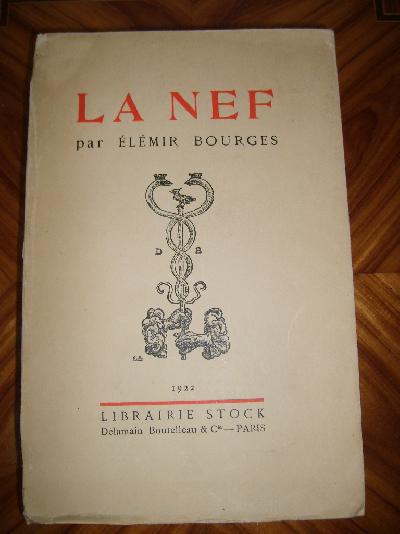 LA NEF
par ÉLÉMIR BOURGES
D B
1922
LIBRAIRIE STOCK
Delamain Boutelleau & Cie — PARIS